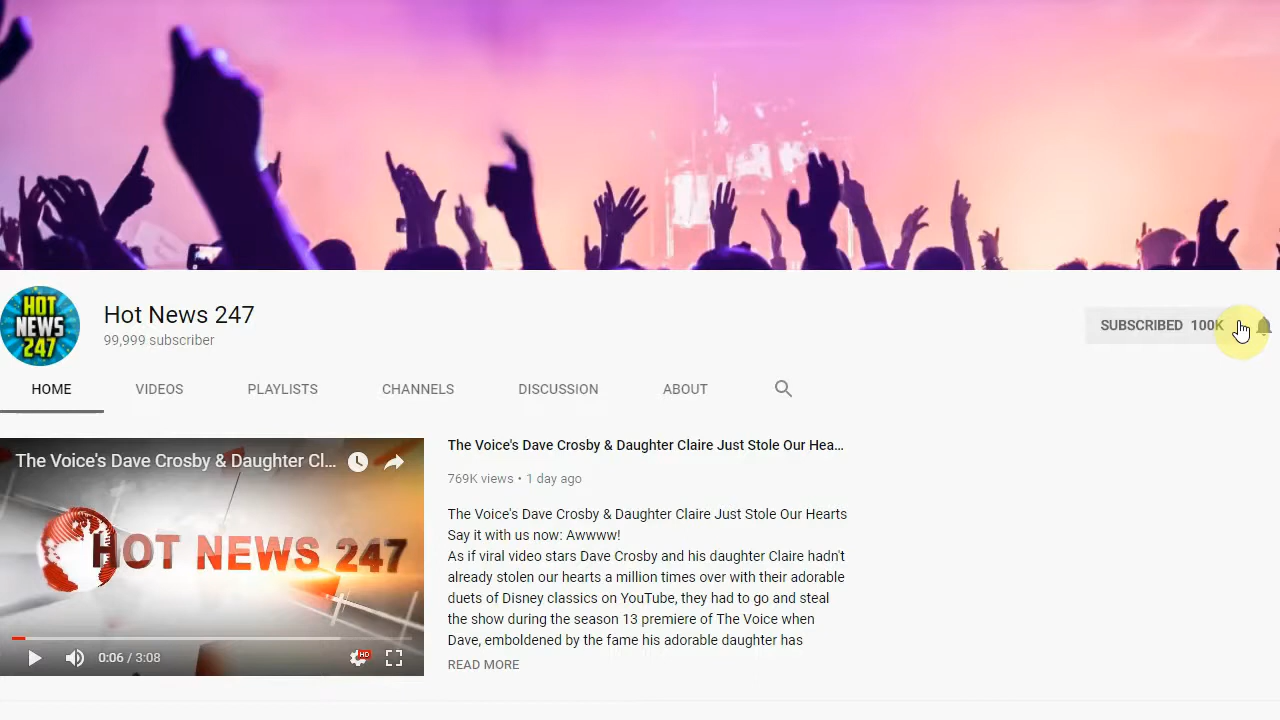 HOT
NEWS
247
Hot News 247
99,999 subscriber
SUBSCRIBED 100K
HOME VIDEOS PLAYLISTS CHANNELS DISCUSSION ABOUT
The Voice's Dave Crosby & Daughter Cl...
HOT NEWS 247
0:06 / 3:08
HD
The Voice's Dave Crosby & Daughter Claire Just Stole Our Hea...
769K views • 1 day ago
The Voice's Dave Crosby & Daughter Claire Just Stole Our Hearts
Say it with us now: Awwww!
As if viral video stars Dave Crosby and his daughter Claire hadn't
already stolen our hearts a million times over with their adorable
duets of Disney classics on YouTube, they had to go and steal
the show during the season 13 premiere of The Voice when
Dave, emboldened by the fame his adorable daughter has
READ MORE